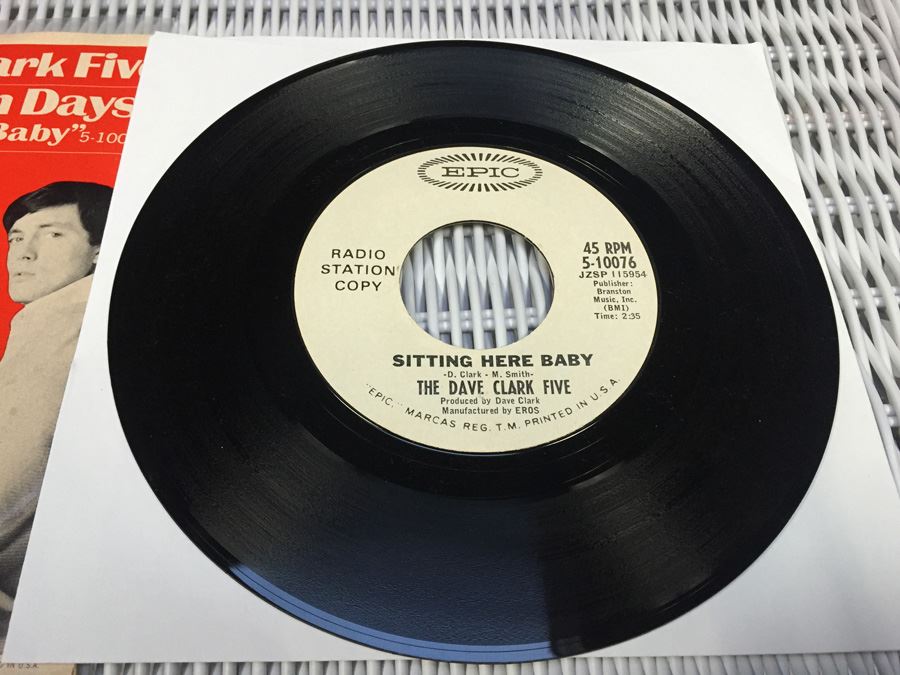 ark Five
n Days
Baby" 5-100
IN U.S.A.
EPIC
RADIO
STATION
COPY
45 RPM
5-10076
JZSP 115954
Publisher:
Branston
Music, Inc.
(BMI)
Time: 2:35
SITTING HERE BABY
-D. Clark - M. Smith-
THE DAVE CLARK FIVE
Produced by Dave Clark
Manufactured by EROS
"EPIC," MARCAS REG. T.M. PRINTED IN U.S.A.